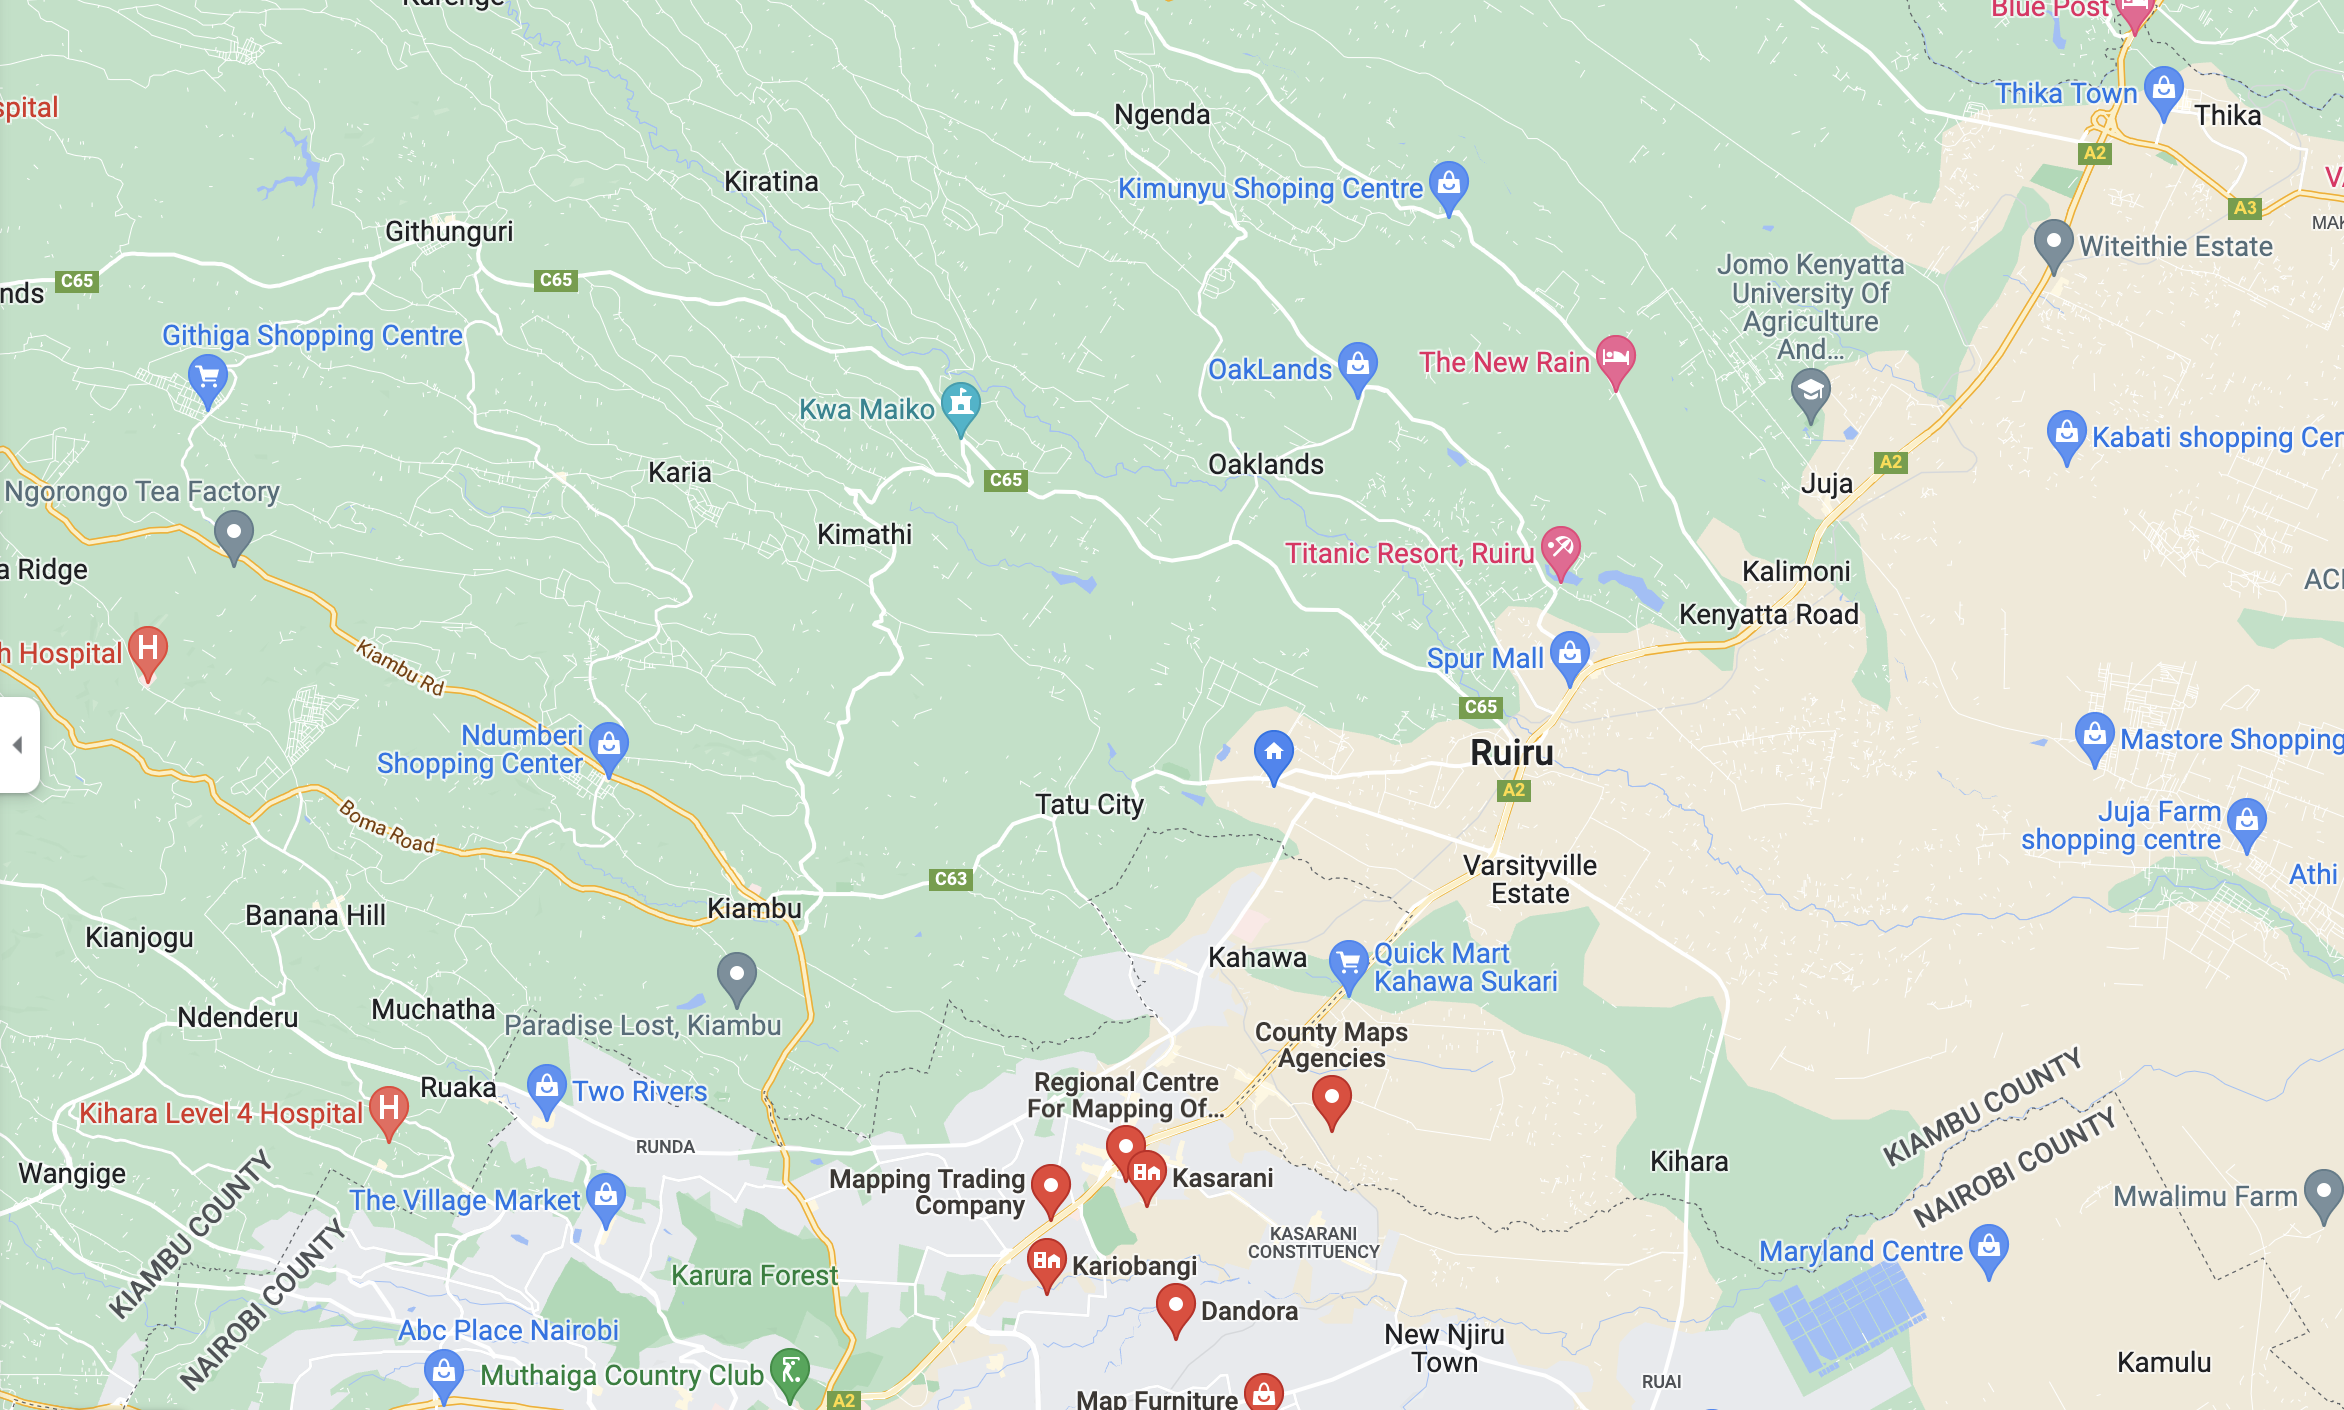 Karenge
Blue Post
spital
Ngenda
Thika Town
Thika
A2
Kiratina
Kimunyu Shoping Centre
A3
Githunguri
Witeithie Estate
C65
C65
nds
Jomo Kenyatta
University Of
Agriculture
And...
Githiga Shopping Centre
OakLands
The New Rain
Kwa Maiko
Kabati shopping Cen
Karia
C65
Oaklands
A2
Juja
Ngorongo Tea Factory
Kimathi
Titanic Resort, Ruiru
a Ridge
Kalimoni
Kenyatta Road
h Hospital
H
Kiambu Rd
Spur Mall
C65
Ndumberi
Shopping Center
Ruiru
Mastore Shopping
A2
Tatu City
Boma Road
Juja Farm
shopping centre
Varsityville
Estate
Athi
C63
Kiambu
Banana Hill
Kianjogu
Kahawa
Quick Mart
Kahawa Sukari
Muchatha
Ndenderu
Paradise Lost, Kiambu
County Maps
Agencies
Ruaka
Two Rivers
Regional Centre
For Mapping Of...
Kihara Level 4 Hospital
H
KIAMBU COUNTY
NAIROBI COUNTY
RUNDA
Kihara
Wangige
Mapping Trading
Company
Kasarani
Mwalimu Farm
The Village Market
KASARANI
CONSTITUENCY
Maryland Centre
KIAMBU COUNTY
NAIROBI COUNTY
Karura Forest
Kariobangi
Dandora
Abc Place Nairobi
New Njiru
Town
Kamulu
Muthaiga Country Club
RUAI
A2
Map Furniture